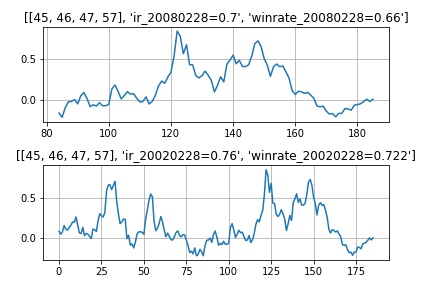 [[45, 46, 47, 57], 'ir_20080228=0.7', 'winrate_20080228=0.66']
0.5
0.0
80 100 120 140 160 180
[[45, 46, 47, 57], 'ir_20020228=0.76', 'winrate_20020228=0.722']
0.5
0.0
0 25 50 75 100 125 150 175